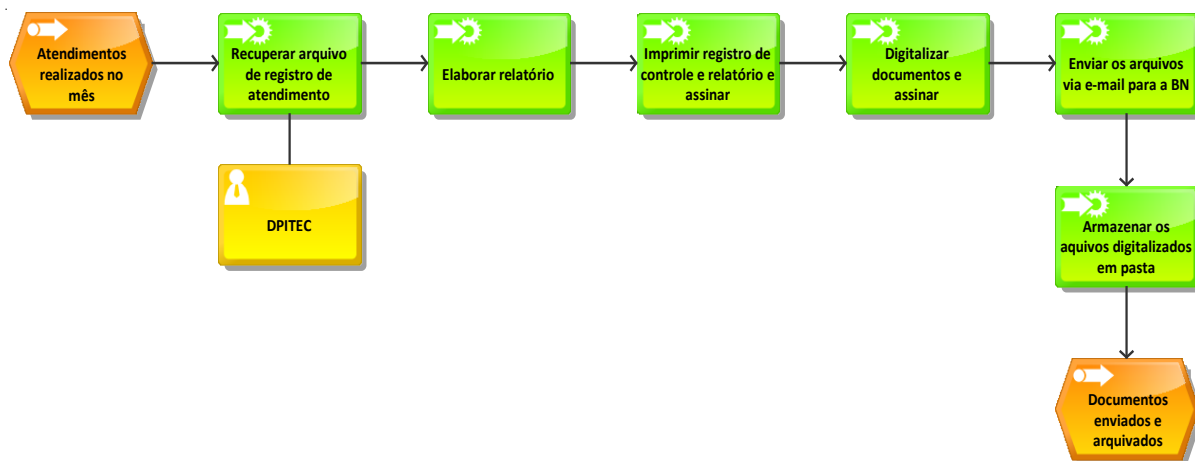 Atendimentos
realizados no
mês
Recuperar arquivo
de registro de
atendimento
Elaborar relatório
Imprimir registro de
controle e relatório e
assinar
Digitalizar
documentos e
assinar
Enviar os arquivos
via e-mail para a BN
DPITEC
Armazenar os
aquivos digitalizados
em pasta
Documentos
enviados e
arquivados